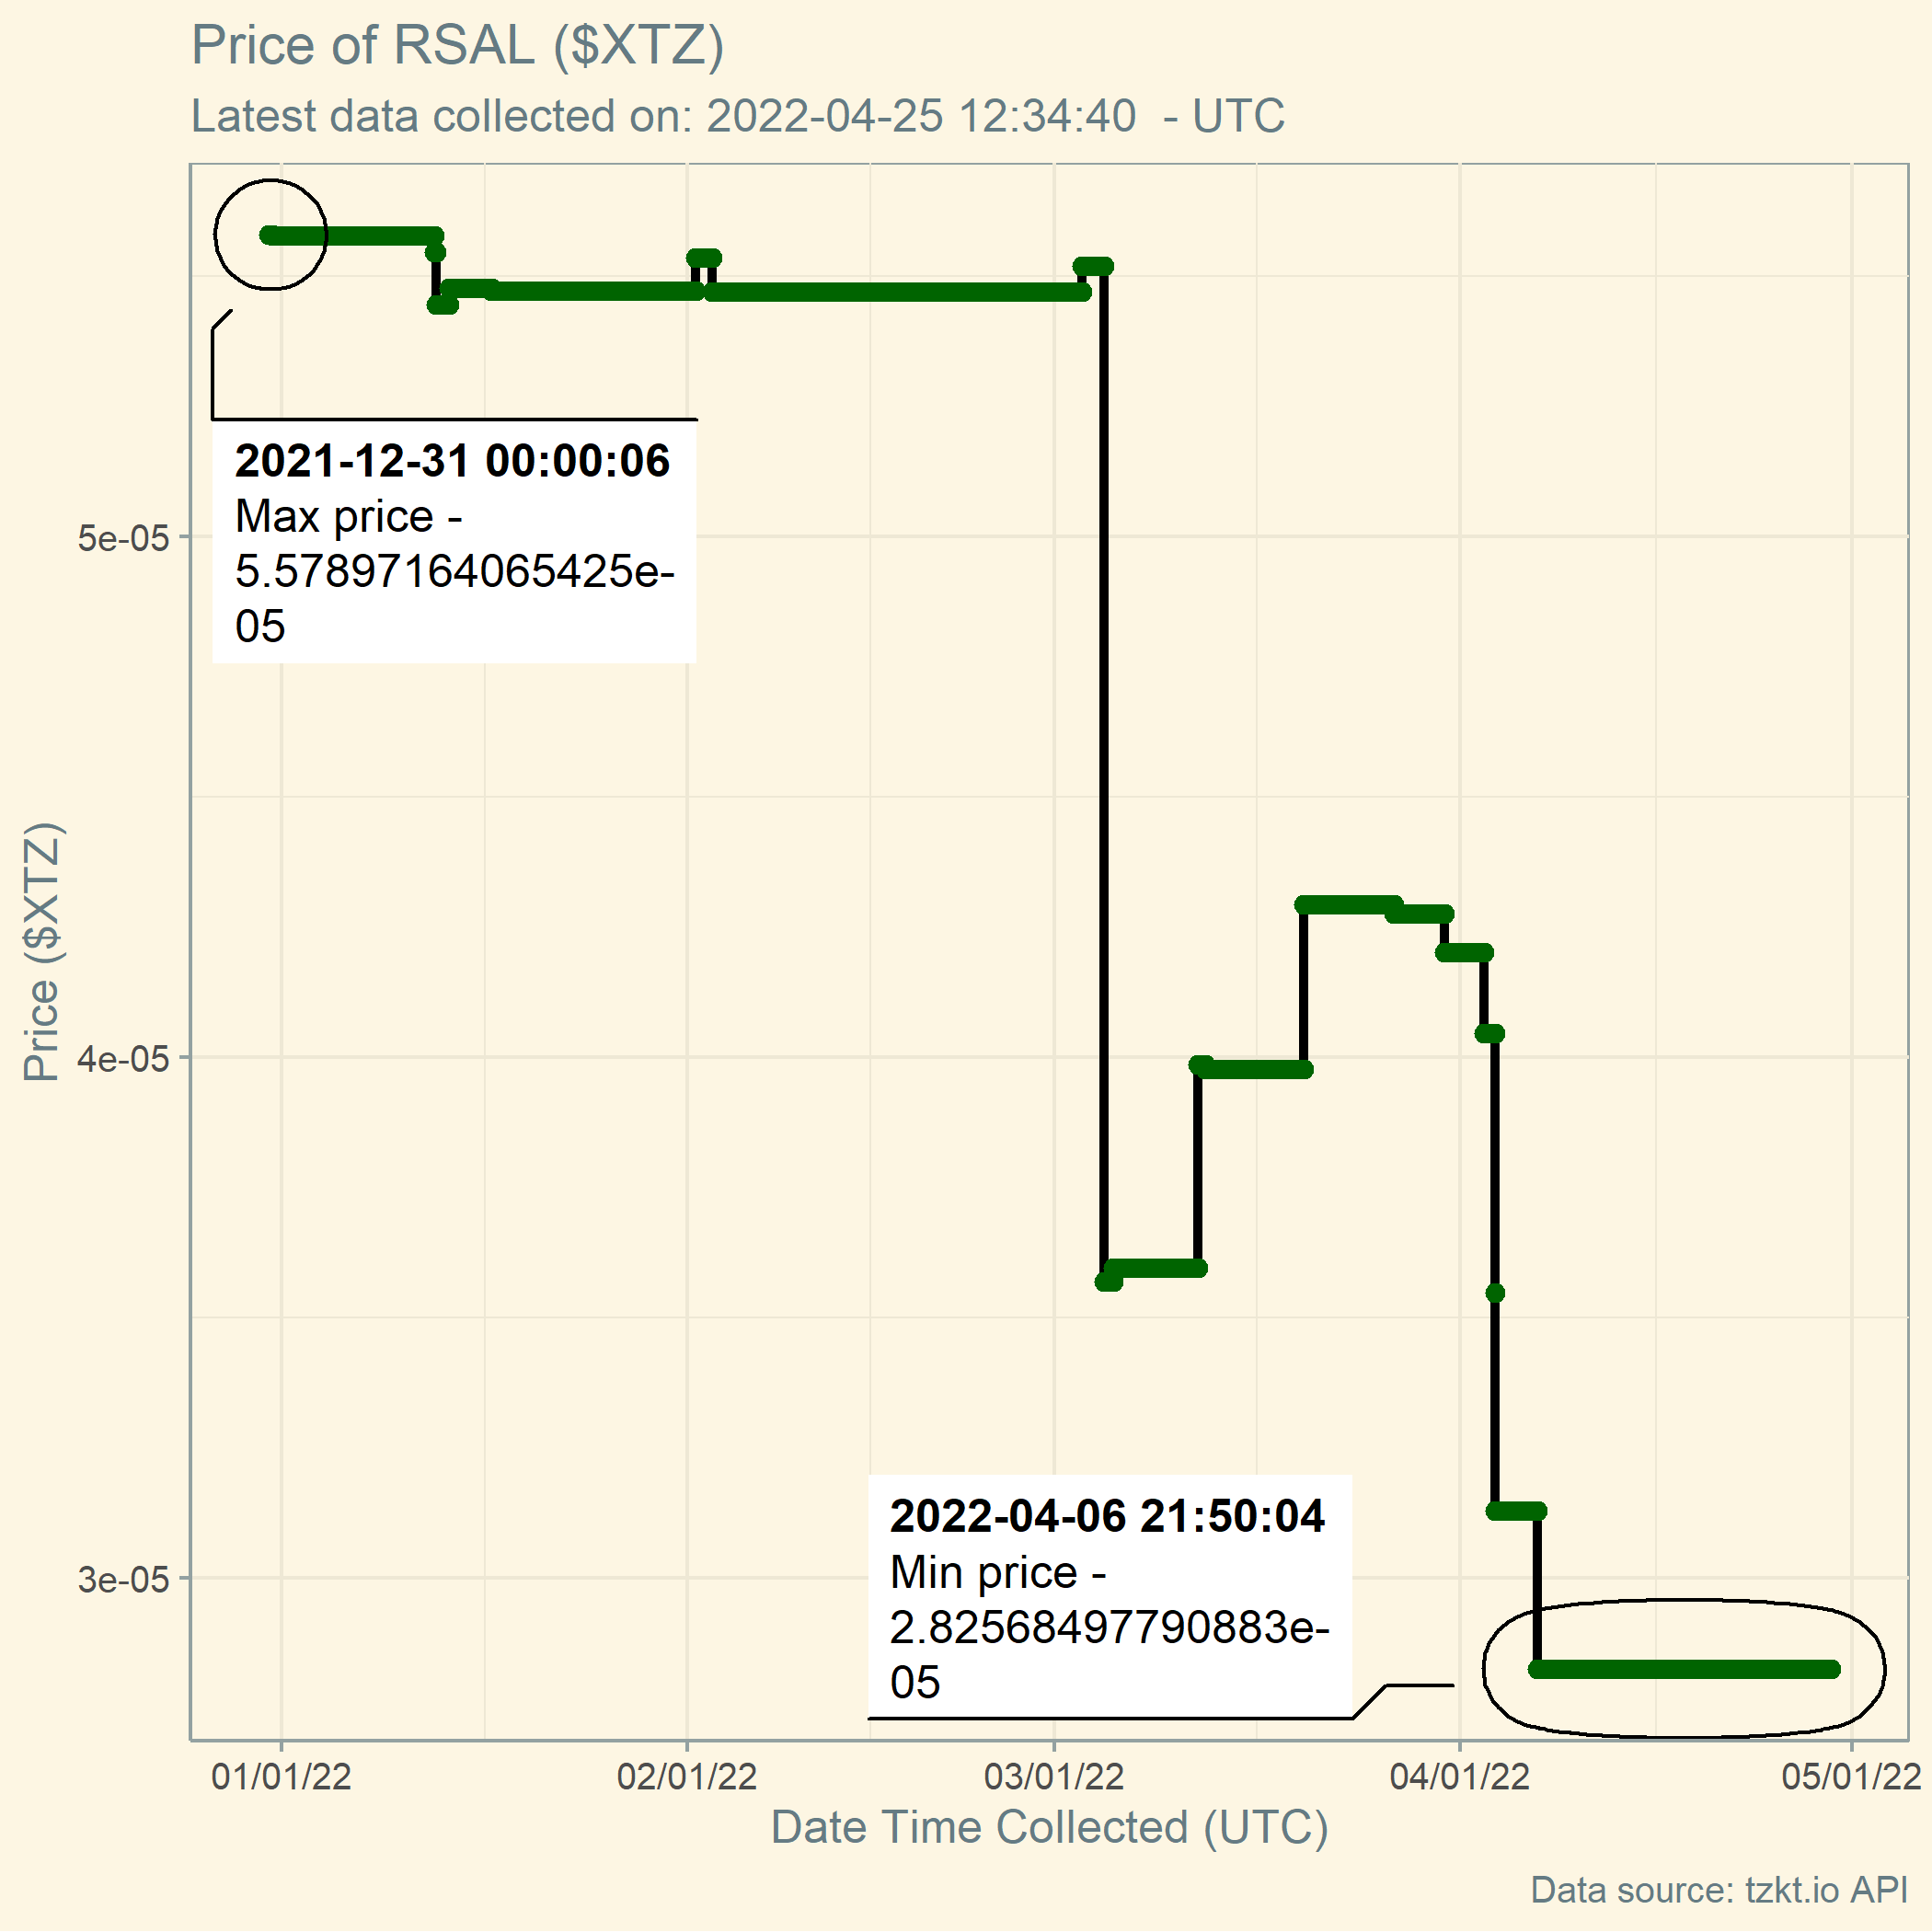 Price of RSAL ($XTZ)
Latest data collected on: 2022-04-25 12:34:40  - UTC
2021-12-31 00:00:06
Max price -
5.57897164065425e-
05
5e-05
4e-05
3e-05
Price ($XTZ)
2022-04-06 21:50:04
Min price -
2.82568497790883e-
05
01/01/22 02/01/22 03/01/22 04/01/22 05/01/22
Date Time Collected (UTC)
Data source: tzkt.io API